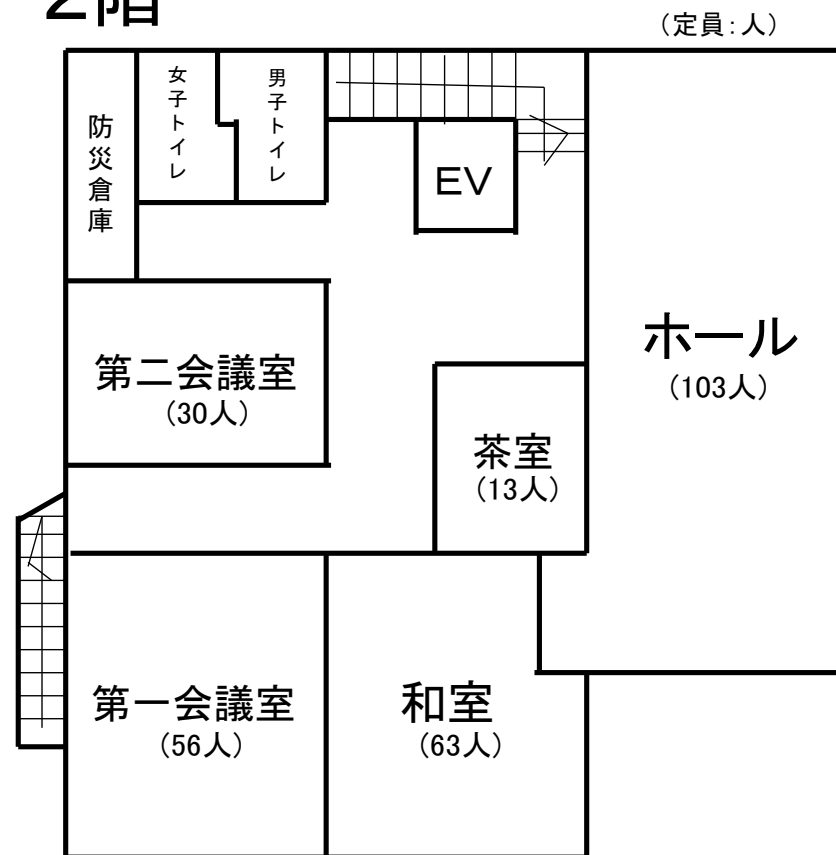 2階
（定員：人）
防災倉庫
女子トイレ
男子トイレ
EV
ホール
（103人）
第二会議室
（30人）
茶室
（13人）
第一会議室
（56人）
和室
（63人）